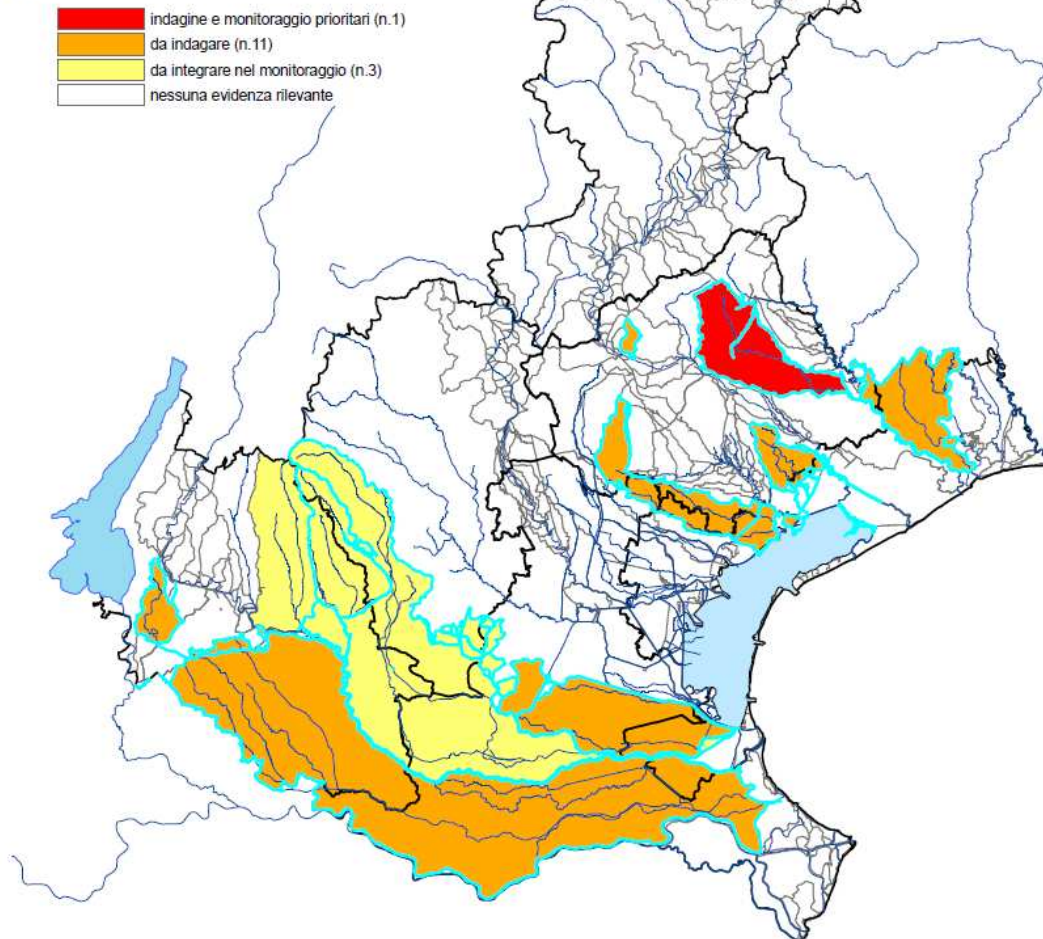 indagine e monitoraggio prioritari (n.1)
da indagare (n.11)
da integrare nel monitoraggio (n.3)
nessuna evidenza rilevante